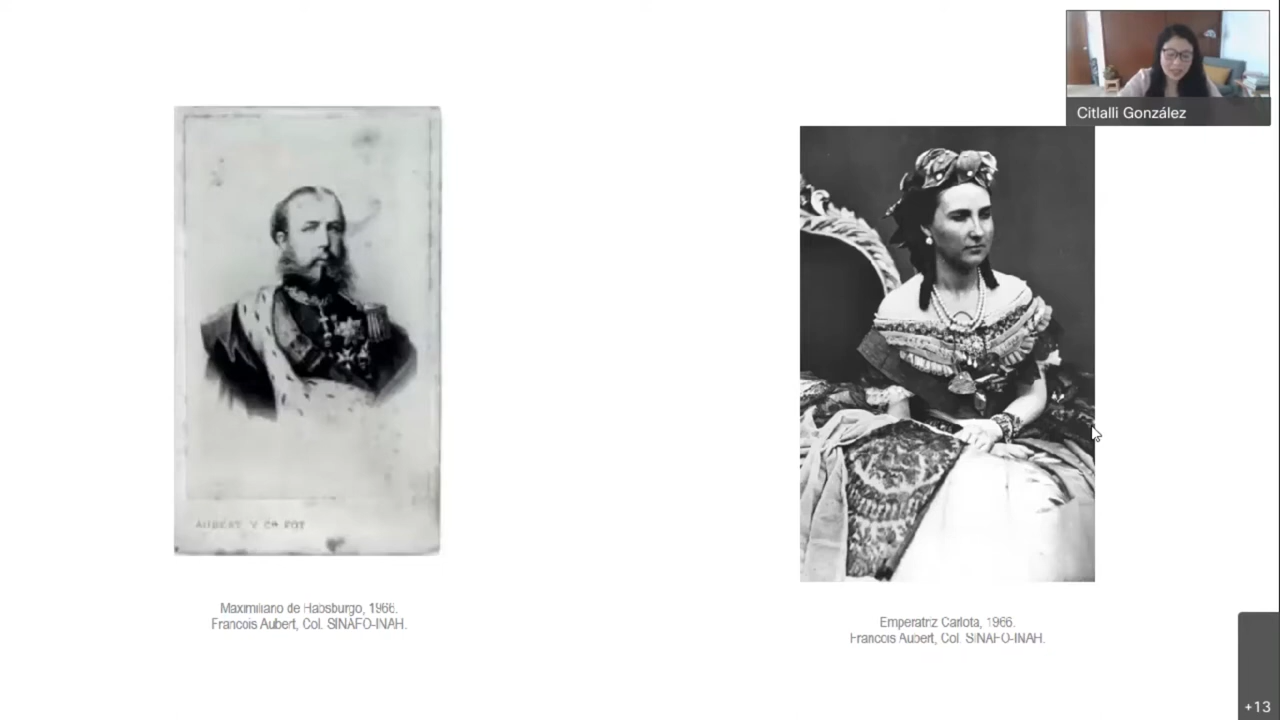 Citlalli González
AUBERT Y Cª FOT
Maximiliano de Habsburgo, 1966.
Francois Aubert, Col. SINAFO-INAH.
Emperatriz Carlota, 1966.
Francois Aubert, Col. SINAFO-INAH.
+13